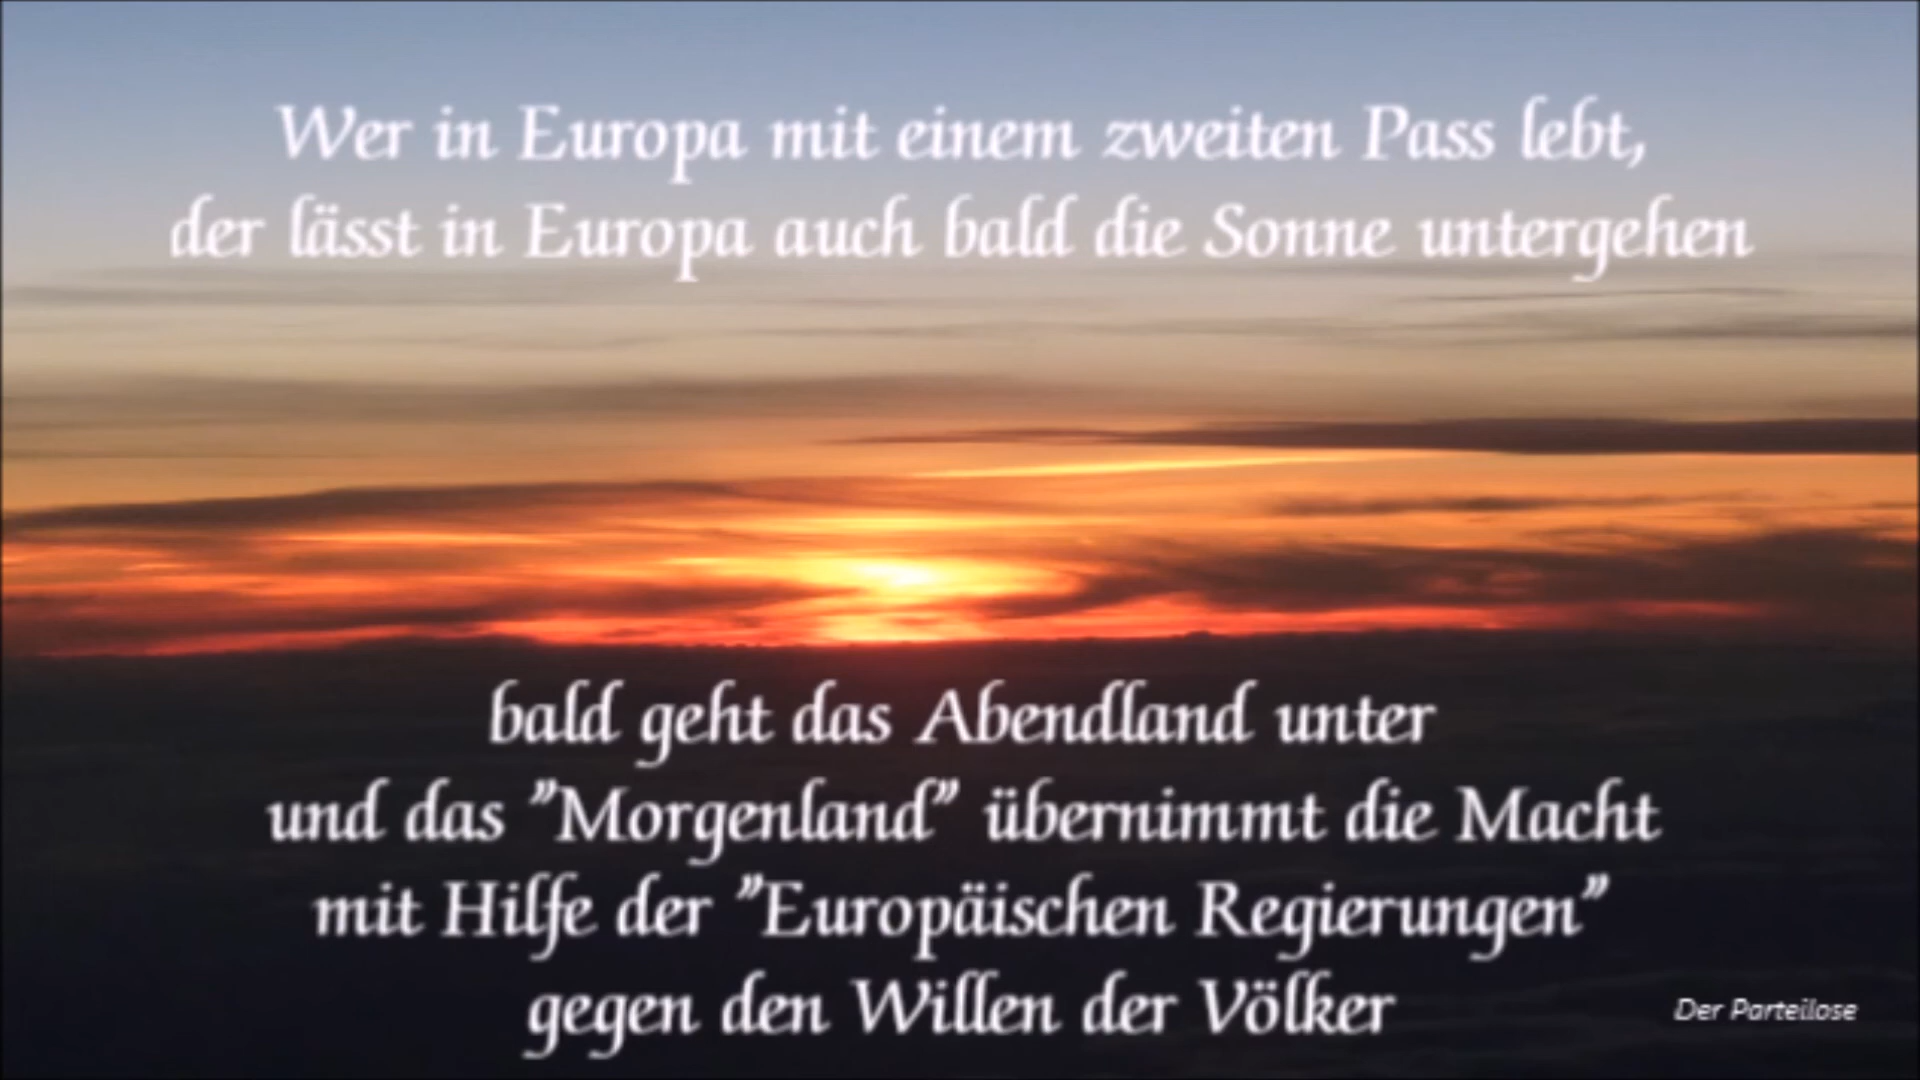 Wer in Europa mit einem zweiten Pass lebt,
der lässt in Europa auch bald die Sonne untergehen
bald geht das Abendland unter
und das "Morgenland" übernimmt die Macht
mit Hilfe der "Europäischen Regierungen"
gegen den Willen der Völker
Der Parteilose